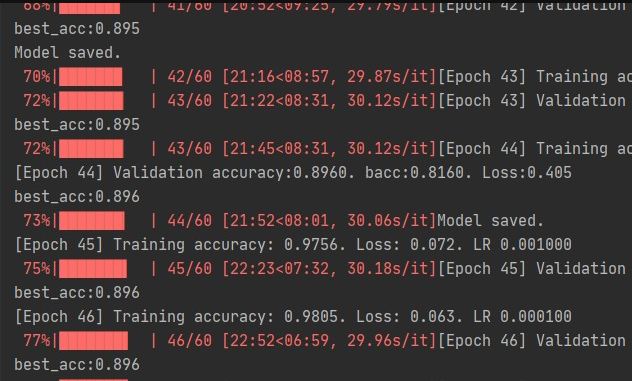 68%|███████ | 41/60 [20:52<09:25, 29.79s/it][Epoch 42] Validation
best_acc:0.895
Model saved.
70%|███████ | 42/60 [21:16<08:57, 29.87s/it][Epoch 43] Training ac
72%|███████ | 43/60 [21:22<08:31, 30.12s/it][Epoch 43] Validation
best_acc:0.895
72%|███████ | 43/60 [21:45<08:31, 30.12s/it][Epoch 44] Training ac
[Epoch 44] Validation accuracy:0.8960. bacc:0.8160. Loss:0.405
best_acc:0.896
73%|███████ | 44/60 [21:52<08:01, 30.06s/it]Model saved.
[Epoch 45] Training accuracy: 0.9756. Loss: 0.072. LR 0.001000
75%|███████ | 45/60 [22:23<07:32, 30.18s/it][Epoch 45] Validation
best_acc:0.896
[Epoch 46] Training accuracy: 0.9805. Loss: 0.063. LR 0.000100
77%|███████ | 46/60 [22:52<06:59, 29.96s/it][Epoch 46] Validation
best_acc:0.896